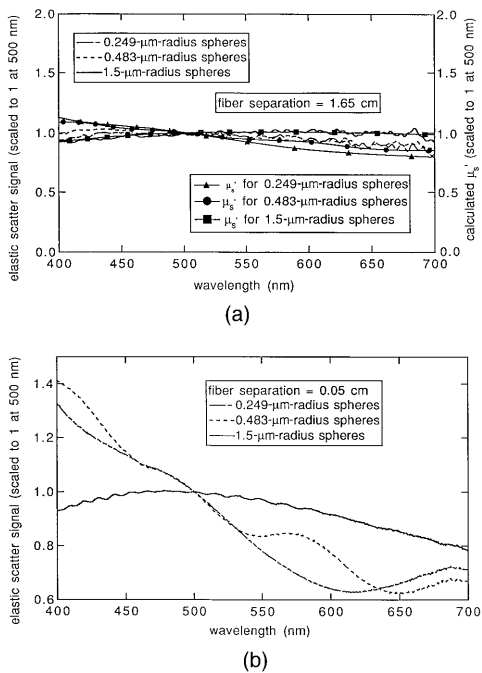 2.0
2.0
0.249-μm-radius spheres
0.483-μm-radius spheres
1.5-μm-radius spheres
1.5
1.5
fiber separation = 1.65 cm
1.0
1.0
0.5
0.5
μs' for 0.249-μm-radius spheres
μs' for 0.483-μm-radius spheres
μs' for 1.5-μm-radius spheres
0.0
0.0
400 450 500 550 600 650 700
wavelength (nm)
elastic scatter signal (scaled to 1 at 500 nm)
calculated μs' (scaled to 1 at 500 nm)
(a)
1.4
fiber separation = 0.05 cm
0.249-μm-radius spheres
0.483-μm-radius spheres
1.5-μm-radius spheres
1.2
1.0
0.8
0.6
400 450 500 550 600 650 700
wavelength (nm)
elastic scatter signal (scaled to 1 at 500 nm)
(b)